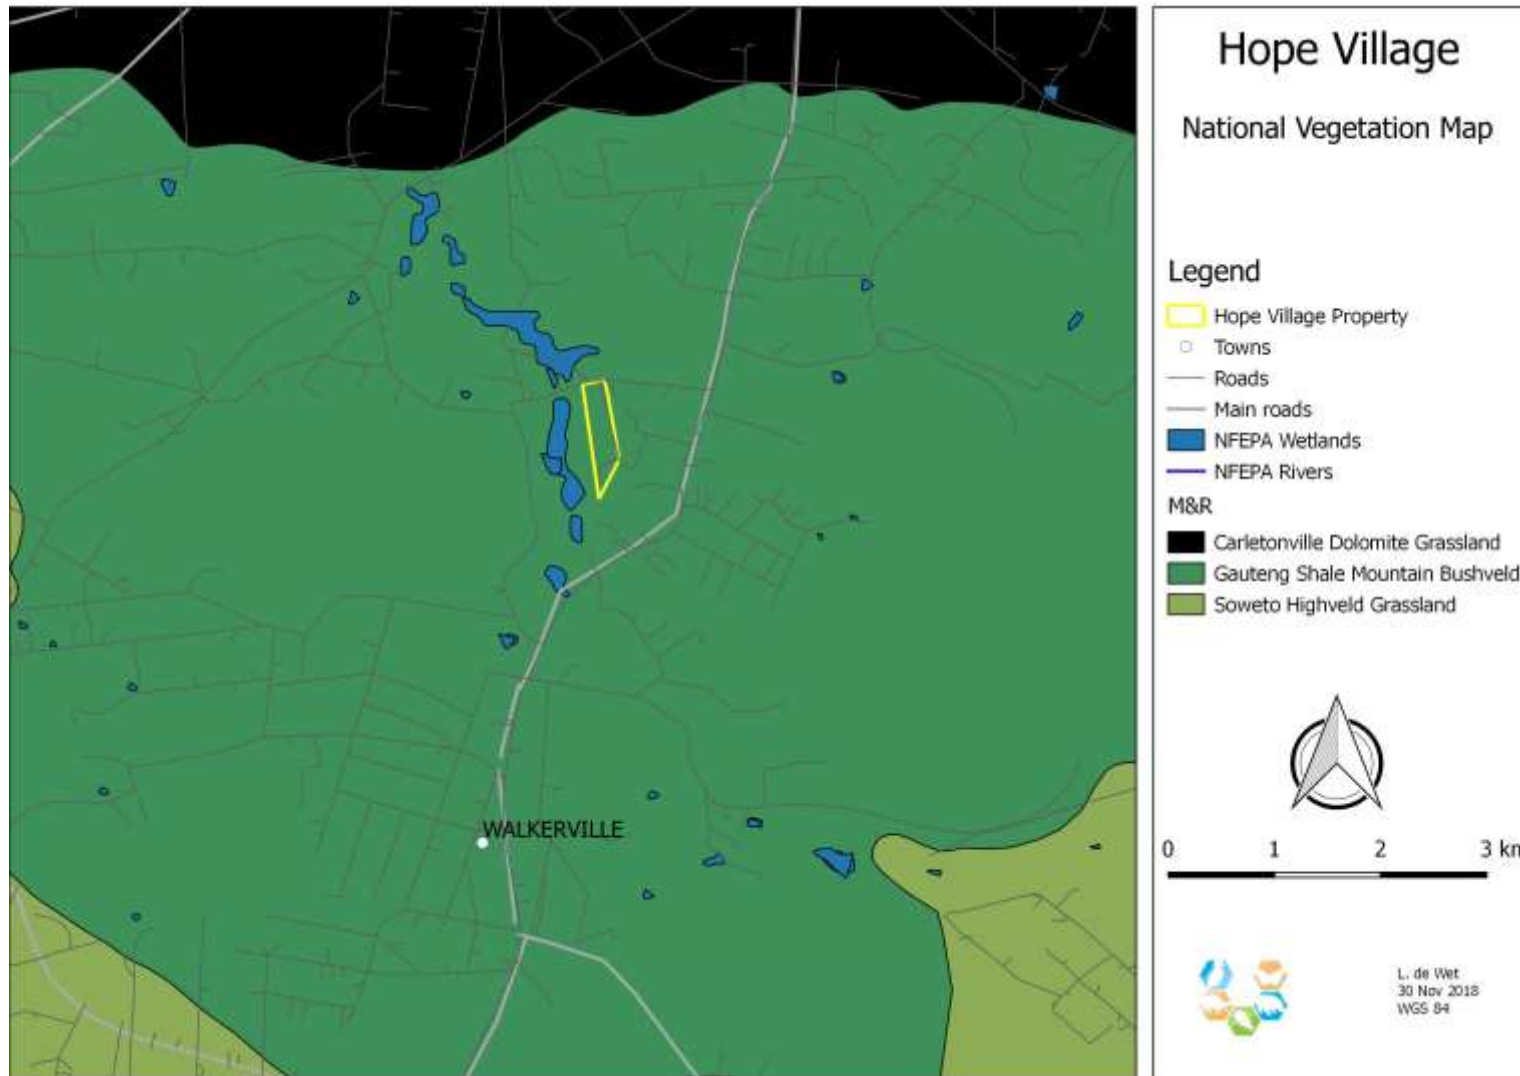 Hope Village
National Vegetation Map
Legend
Hope Village Property
Towns
Roads
Main roads
NFEPA Wetlands
NFEPA Rivers
M&R
Carletonville Dolomite Grassland
Gauteng Shale Mountain Bushveld
Soweto Highveld Grassland
WALKERVILLE
0 1 2 3 km
L. de Wet
30 Nov 2018
WGS 84